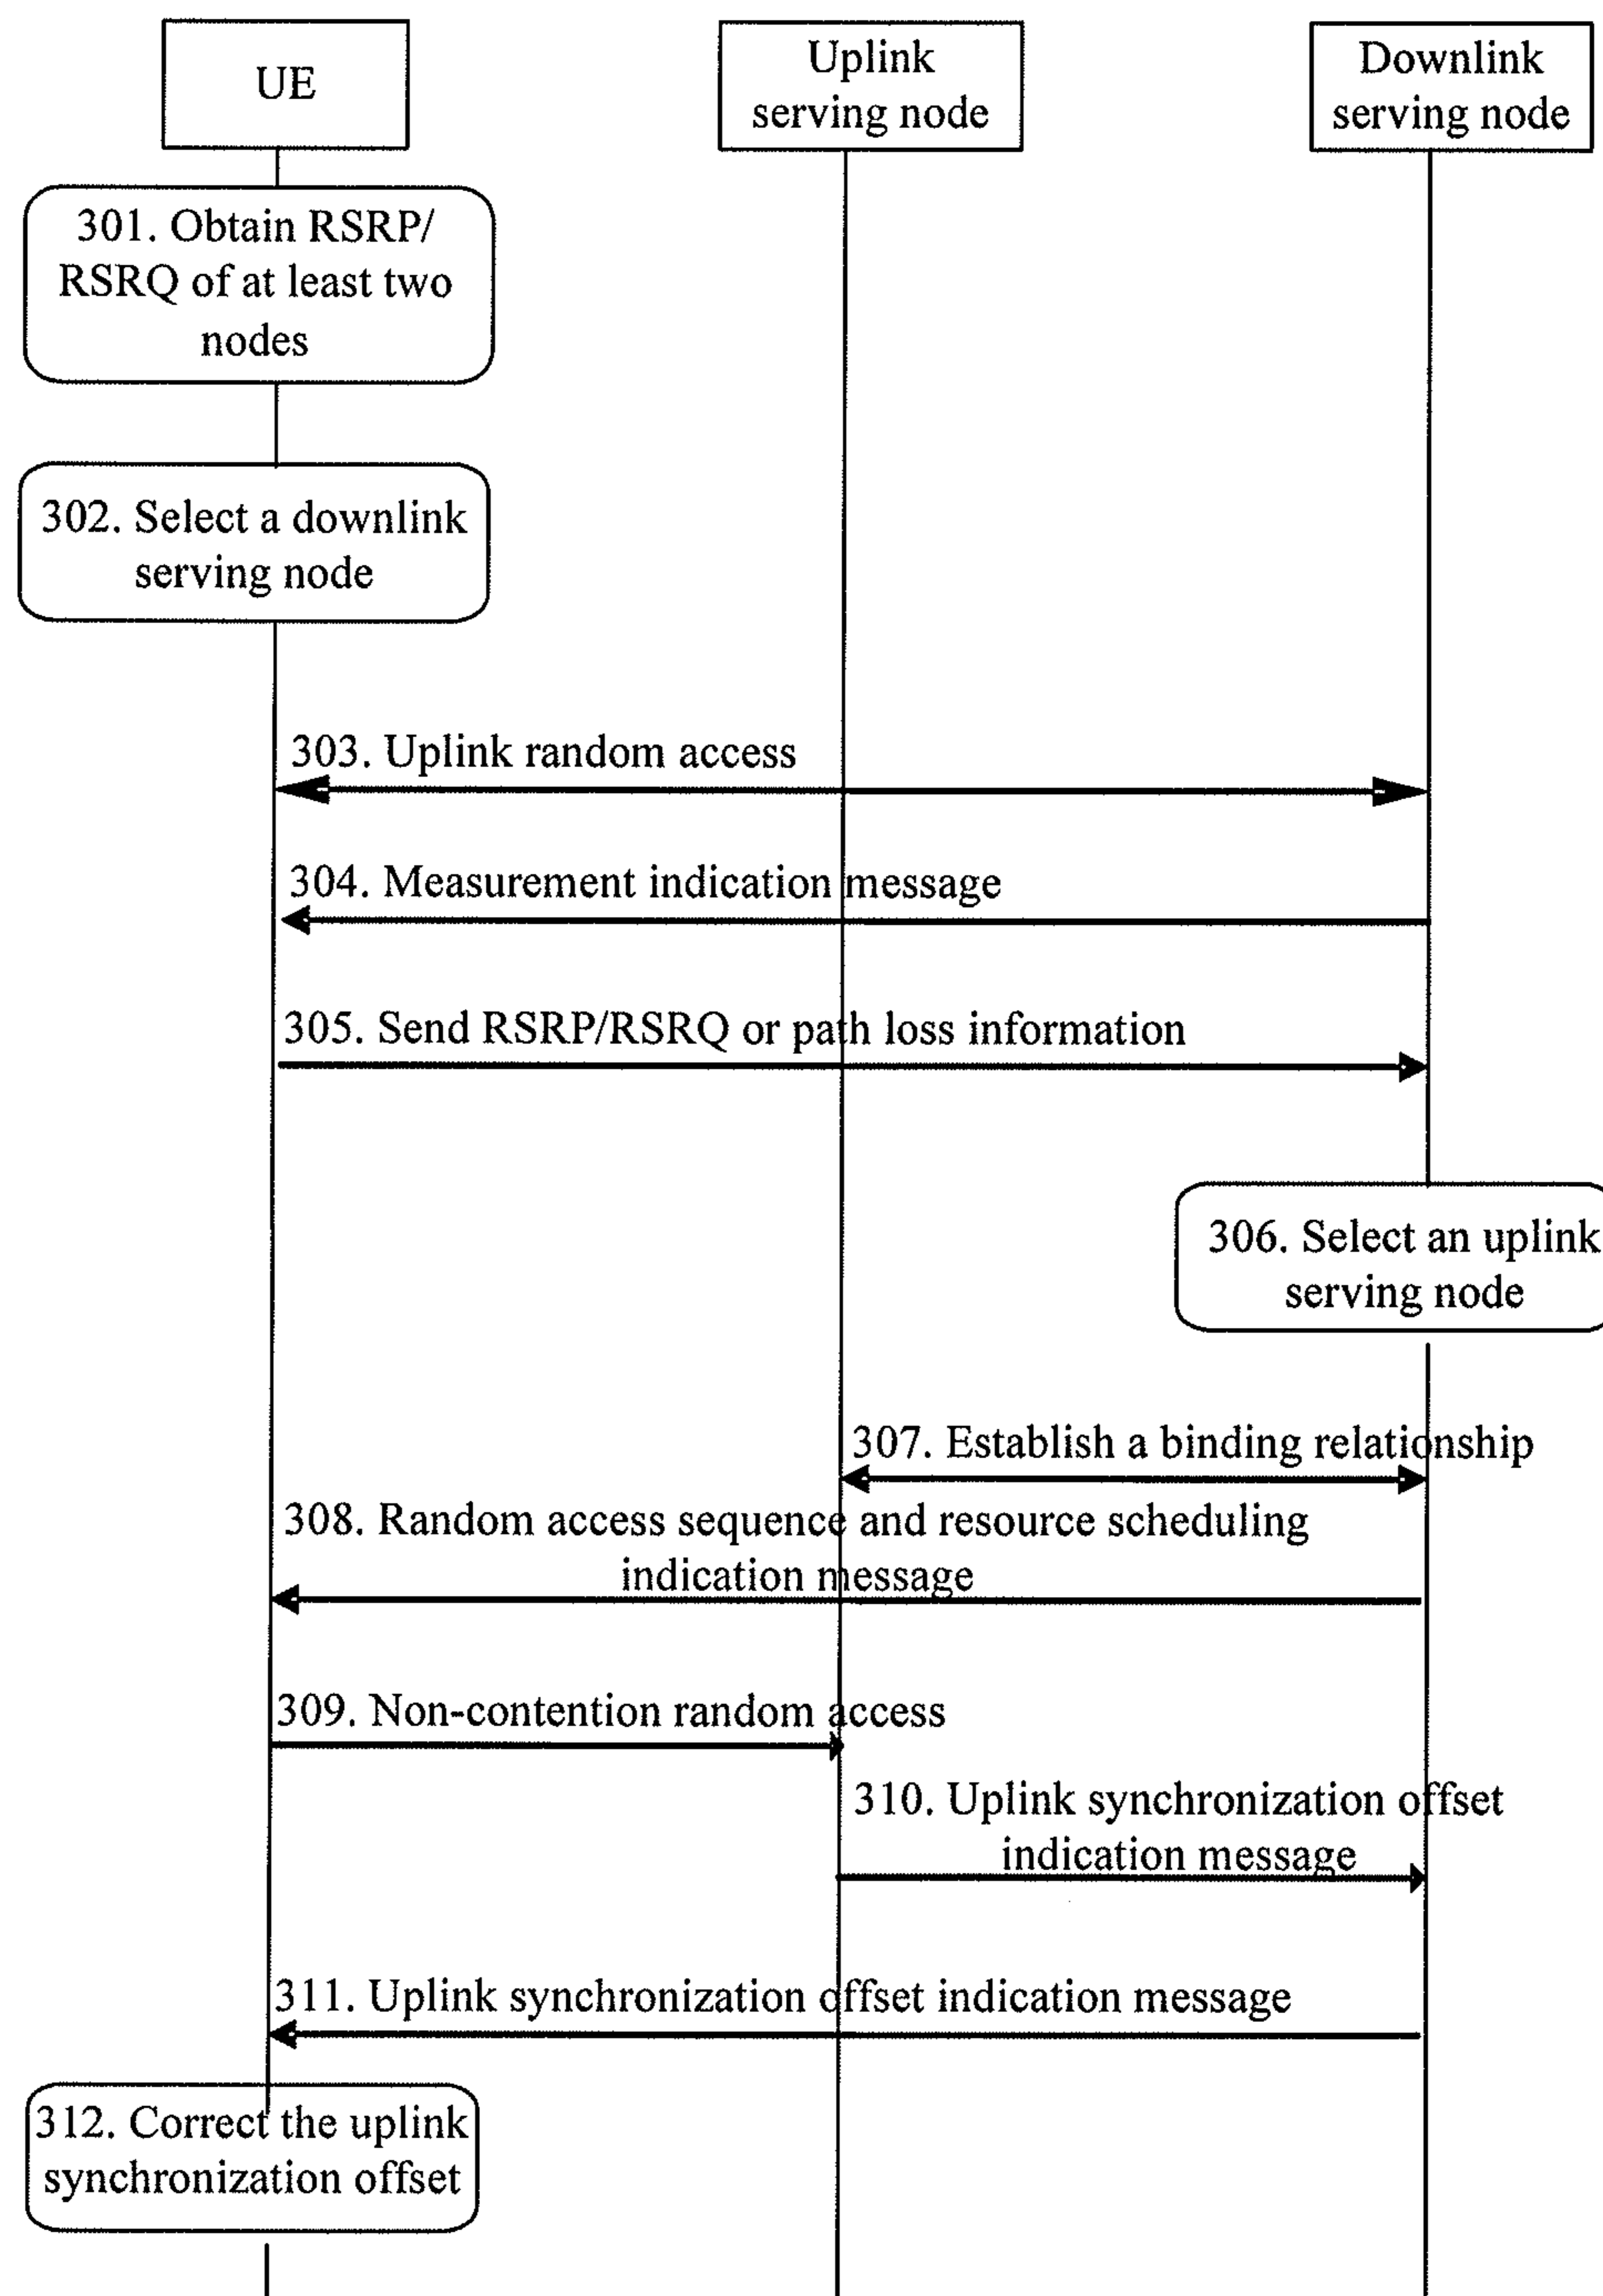 UE
Uplink
serving node
Downlink
serving node
301. Obtain RSRP/
RSRQ of at least two
nodes
302. Select a downlink
serving node
303. Uplink random access
304. Measurement indication message
305. Send RSRP/RSRQ or path loss information
306. Select an uplink
serving node
307. Establish a binding relationship
308. Random access sequence and resource scheduling
indication message
309. Non-contention random access
310. Uplink synchronization offset
indication message
311. Uplink synchronization offset indication message
312. Correct the uplink
synchronization offset